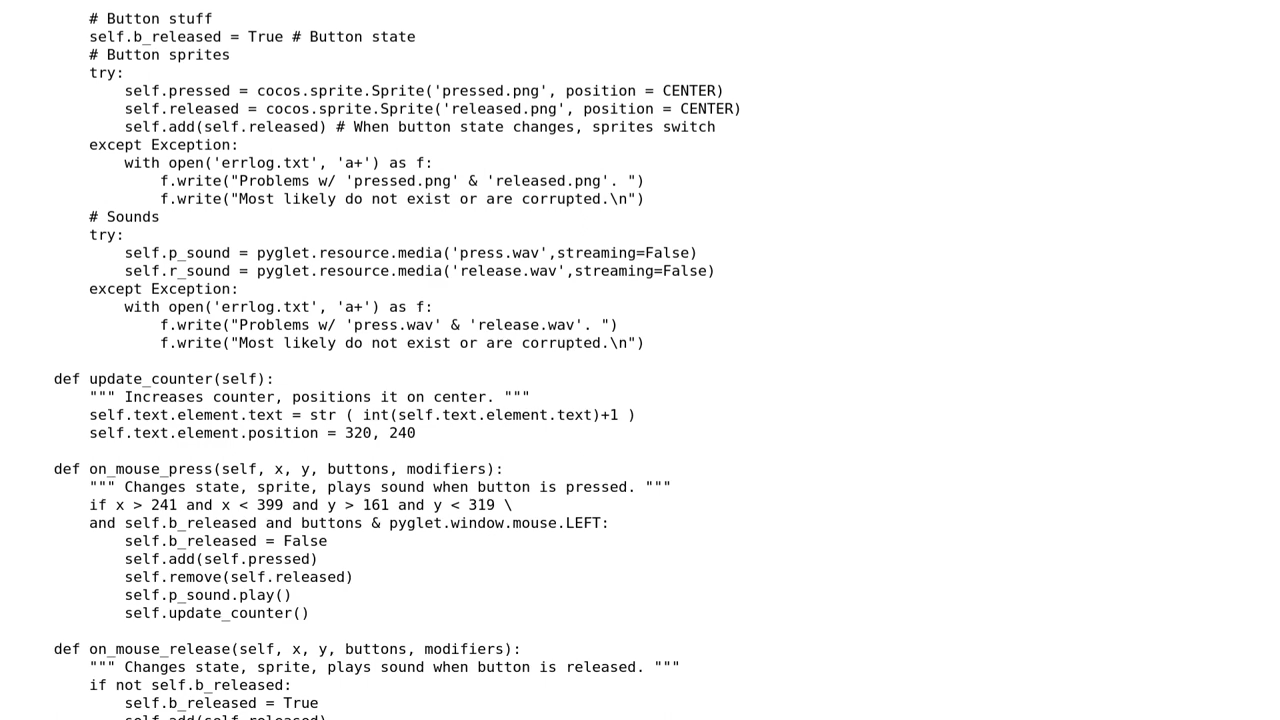 # Button stuff
self.b_released = True # Button state
# Button sprites
try:
self.pressed = cocos.sprite.Sprite('pressed.png', position = CENTER)
self.released = cocos.sprite.Sprite('released.png', position = CENTER)
self.add(self.released) # When button state changes, sprites switch
except Exception:
with open('errlog.txt', 'a+') as f:
f.write("Problems w/ 'pressed.png' & 'released.png'. ")
f.write("Most likely do not exist or are corrupted.\n")
# Sounds
try:
self.p_sound = pyglet.resource.media('press.wav',streaming=False)
self.r_sound = pyglet.resource.media('release.wav',streaming=False)
except Exception:
with open('errlog.txt', 'a+') as f:
f.write("Problems w/ 'press.wav' & 'release.wav'. ")
f.write("Most likely do not exist or are corrupted.\n")
def update_counter(self):
""" Increases counter, positions it on center. """
self.text.element.text = str ( int(self.text.element.text)+1 )
self.text.element.position = 320, 240
def on_mouse_press(self, x, y, buttons, modifiers):
""" Changes state, sprite, plays sound when button is pressed. """
if x > 241 and x < 399 and y > 161 and y < 319 \
and self.b_released and buttons & pyglet.window.mouse.LEFT:
self.b_released = False
self.add(self.pressed)
self.remove(self.released)
self.p_sound.play()
self.update_counter()
def on_mouse_release(self, x, y, buttons, modifiers):
""" Changes state, sprite, plays sound when button is released. """
if not self.b_released:
self.b_released = True
self.add(self.released)